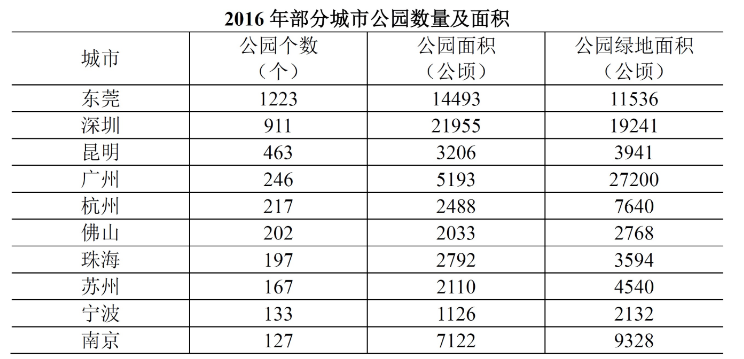 2016 年部分城市公园数量及面积
城市 公园个数（个） 公园面积（公顷） 公园绿地面积（公顷）
东莞 1223 14493 11536
深圳 911 21955 19241
昆明 463 3206 3941
广州 246 5193 27200
杭州 217 2488 7640
佛山 202 2033 2768
珠海 197 2792 3594
苏州 167 2110 4540
宁波 133 1126 2132
南京 127 7122 9328